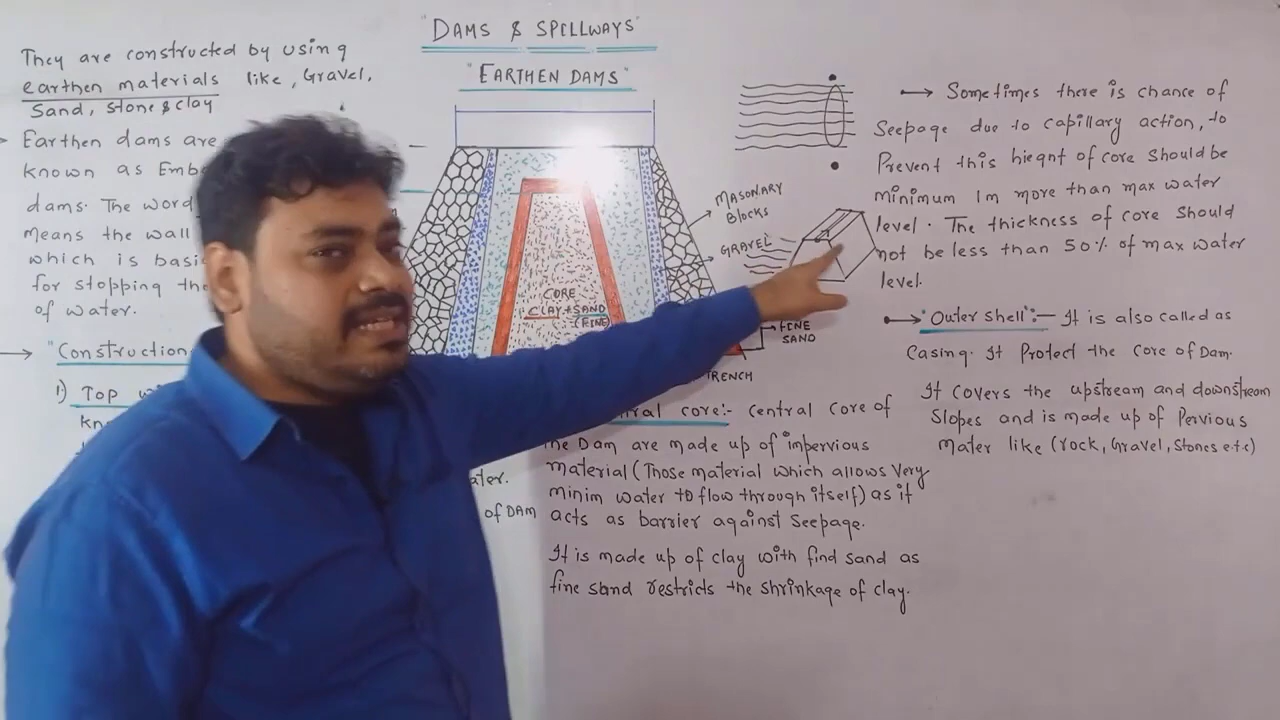 "DAMS & SPILLWAYS"
"EARTHEN DAMS"
They are constructed by using
earthen materials like, Gravel,
Sand, stone & clay
Earthen dams are
known as
dams. The word
means the wall
which is
for stopping the
of water.
"Construction
1) Top
MASONARY
BLOCKS
GRAVEL
CORE
CLAY + SAND
(FINE)
FINE
SAND
TRENCH
core:- Central core of
Dam are made up of impervious
material (Those material which allows very
minim water to flow through itself) as it
acts as barrier against seepage.
It is made up of clay with find sand as
fine sand restricts the shrinkage of clay.
of DAM
Sometimes there is chance of
Seepage due to capillary action, to
Prevent this hieqnt of core should be
minimum 1m more than max water
level. The thickness of core should
not be less than 50% of max water
level.
"Outer Shell":- It is also called as
Casing. It Protect the core of Dam.
It covers the upstream and downstream
Slopes and is made up of Pervious
Mater like (rock, Gravel, Stones e.t.c)